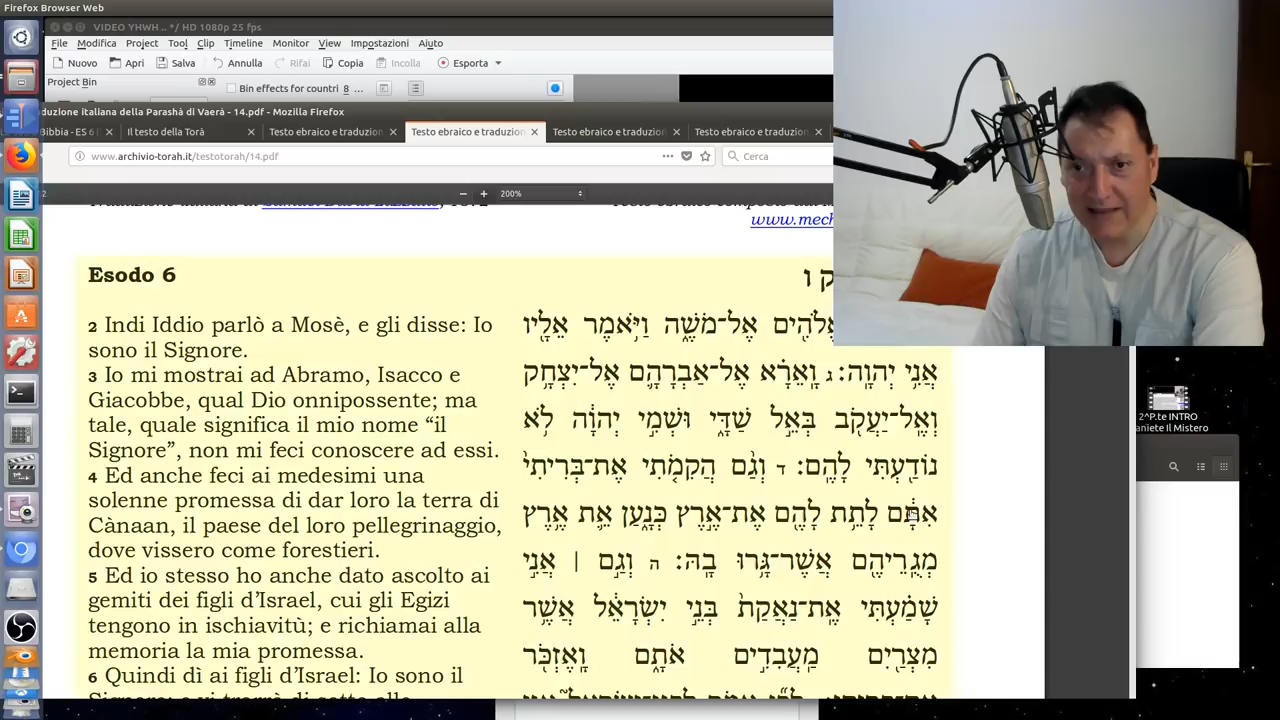 Firefox Browser Web
VIDEO YHWH .. */ HD 1080p 25 fps
File Modifica Project Tool Clip Timeline Monitor View Impostazioni Aiuto
Nuovo Apri Salva Annulla Rifai Copia Incolla Esporta
Project Bin
Bin effects for countri 8 ...
duzione italiana della Parashà di Vaerà - 14.pdf - Mozilla Firefox
Bibbia - ES 6 Il testo della Torà Testo ebraico e traduzion Testo ebraico e traduzion Testo ebraico e traduzion Testo ebraico e traduzion
www.archivio-torah.it/testotorah/14.pdf
Cerca
2
200%
www.mech
Esodo 6
2 Indi Iddio parlò a Mosè, e gli disse: Io
sono il Signore.
3 Io mi mostrai ad Abramo, Isacco e
Giacobbe, qual Dio onnipossente; ma
tale, quale significa il mio nome “il
Signore”, non mi feci conoscere ad essi.
4 Ed anche feci ai medesimi una
solenne promessa di dar loro la terra di
Cànaan, il paese del loro pellegrinaggio,
dove vissero come forestieri.
5 Ed io stesso ho anche dato ascolto ai
gemiti dei figli d’Israel, cui gli Egizi
tengono in ischiavitù; e richiamai alla
memoria la mia promessa.
6 Quindi dì ai figli d’Israel: Io sono il
ק ו
אֱלֹהִ֖ים אֶל־מֹשֶׁ֑ה וַיֹּ֥אמֶר אֵלָ֖יו
אֲנִ֥י יְהוָֽה׃ ג וָאֵרָ֗א אֶל־אַבְרָהָ֛ם אֶל־יִצְחָ֥ק
וְאֶֽל־יַעֲקֹ֖ב בְּאֵ֣ל שַׁדָּ֑י וּשְׁמִ֣י יְהוָ֔ה לֹ֥א
נוֹדַ֖עְתִּי לָהֶֽם׃ ד וְגַ֨ם הֲקִמֹ֤תִי אֶת־בְּרִיתִי֙
אִתָּ֔ם לָתֵ֥ת לָהֶ֖ם אֶת־אֶ֣רֶץ כְּנָ֑עַן אֵ֛ת אֶ֥רֶץ
מְגֻרֵיהֶ֖ם אֲשֶׁר־גָּ֥רוּ בָֽהּ׃ ה וְגַ֣ם ׀ אֲנִ֣י
שָׁמַ֗עְתִּי אֶֽת־נַאֲקַת֙ בְּנֵ֣י יִשְׂרָאֵ֔ל אֲשֶׁ֥ר
מִצְרַ֖יִם מַעֲבִדִ֣ים אֹתָ֑ם וָאֶזְכֹּ֖ר
2^P.te INTRO
aniete Il Mistero